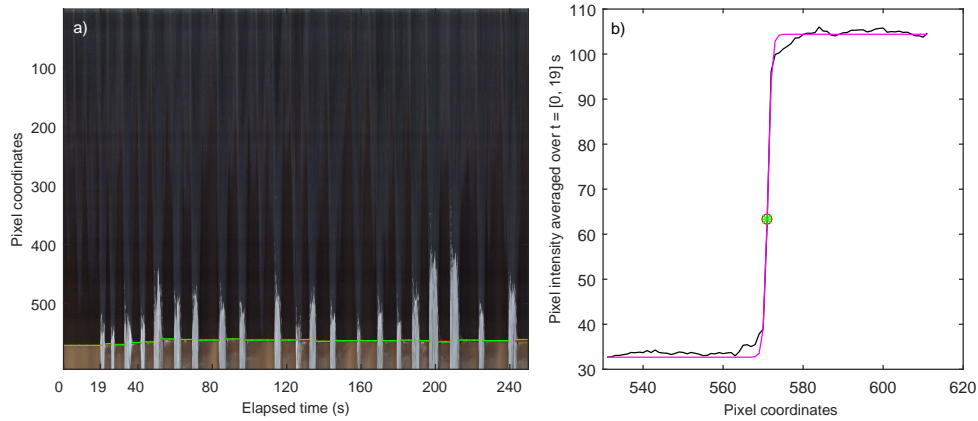 a)
Pixel coordinates
100
200
300
400
500
0 19 40 80 120 160 200 240
Elapsed time (s)
b)
Pixel intensity averaged over t = [0, 19] s
110
100
90
80
70
60
50
40
30
540 560 580 600 620
Pixel coordinates